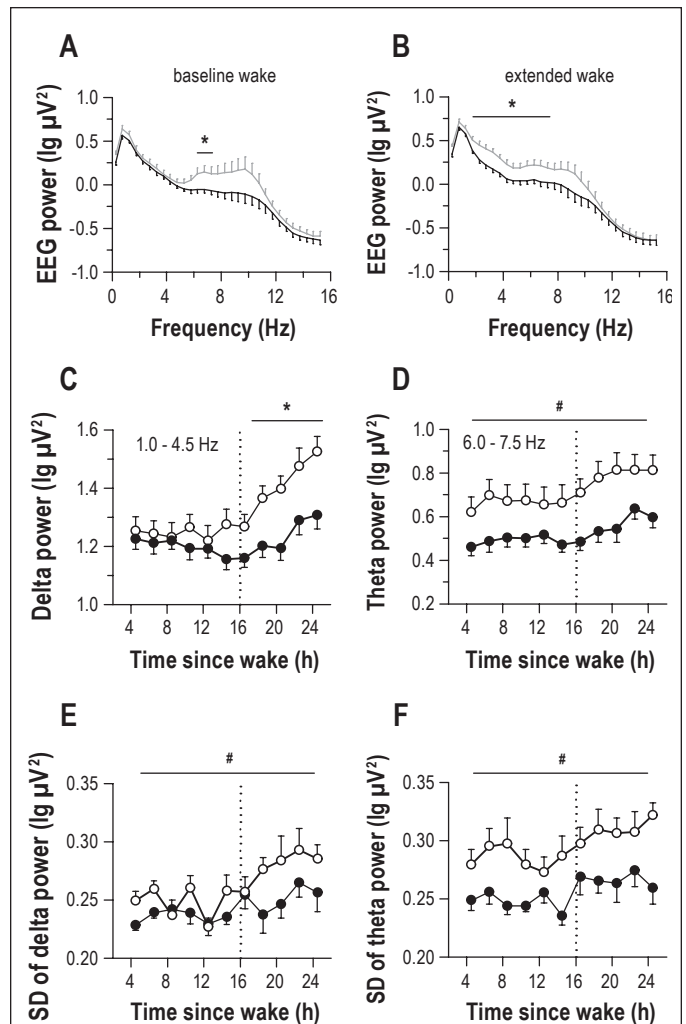 A
baseline wake
*
EEG power (lg µV²)
1.0
0.5
0.0
-0.5
-1.0
0 4 8 12 16
Frequency (Hz)
B
extended wake
*
EEG power (lg µV²)
1.0
0.5
0.0
-0.5
-1.0
0 4 8 12 16
Frequency (Hz)
C
*
1.0 - 4.5 Hz
Delta power (lg µV²)
1.6
1.4
1.2
1.0
4 8 12 16 20 24
Time since wake (h)
D
#
6.0 - 7.5 Hz
Theta power (lg µV²)
1.0
0.8
0.6
0.4
0.2
4 8 12 16 20 24
Time since wake (h)
E
#
SD of delta power (lg µV²)
0.35
0.30
0.25
0.20
4 8 12 16 20 24
Time since wake (h)
F
#
SD of theta power (lg µV²)
0.35
0.30
0.25
0.20
4 8 12 16 20 24
Time since wake (h)